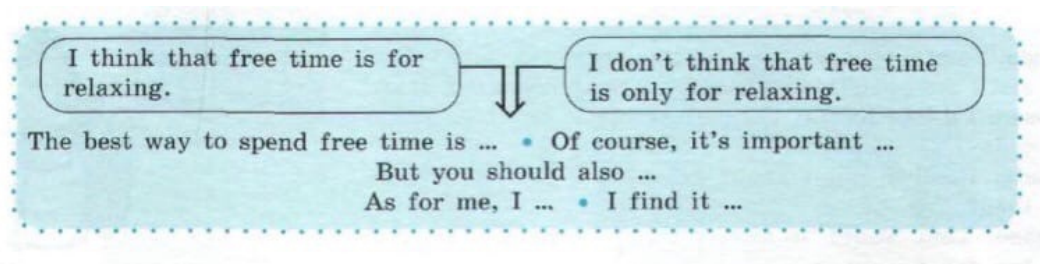 I think that free time is for
relaxing.
I don't think that free time
is only for relaxing.
The best way to spend free time is ... • Of course, it's important ...
But you should also ...
As for me, I ... • I find it ...